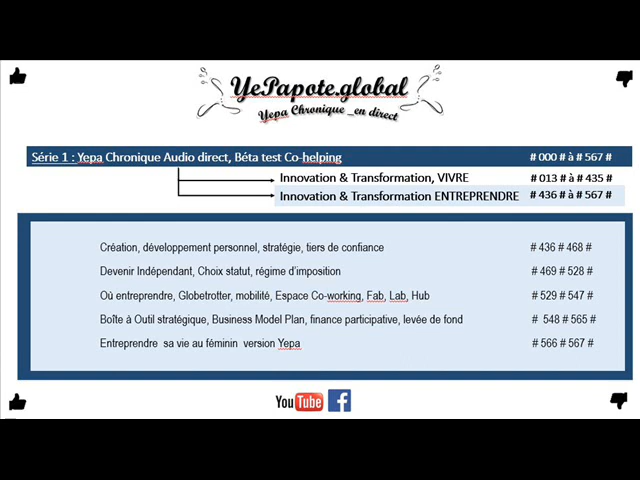 YePapote.global
Yepa Chronique _en direct
Série 1 : Yepa Chronique Audio direct, Béta test Co-helping # 000 # à # 567 #
Innovation & Transformation, VIVRE # 013 # à # 435 #
Innovation & Transformation ENTREPRENDRE # 436 # à # 567 #
Création, développement personnel, stratégie, tiers de confiance # 436 # 468 #
Devenir Indépendant, Choix statut, régime d'imposition # 469 # 528 #
Où entreprendre, Globetrotter, mobilité, Espace Co-working, Fab, Lab, Hub # 529 # 547 #
Boîte à Outil stratégique, Business Model Plan, finance participative, levée de fond # 548 # 565 #
Entreprendre sa vie au féminin version Yepa # 566 # 567 #
YouTube f